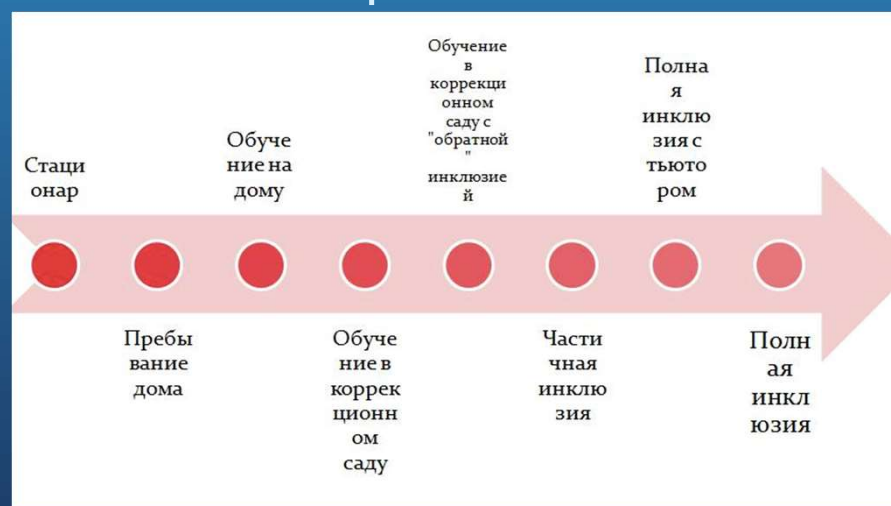 Стаци
онар
Пребы
вание
дома
Обуче
ние на
дому
Обуче
ние в
коррек
ционн
ом
саду
Обучение
в
коррекци
онном
саду с
"обратной
"
инклюзие
й
Части
чная
инклю
зия
Полна
я
инклю
зия с
тьюто
ром
Полн
ая
инкл
юзия